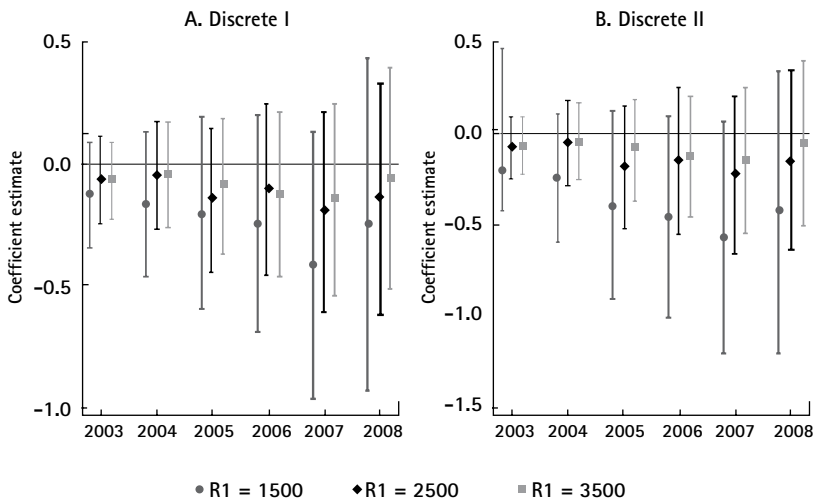 A. Discrete I
0.5
0.0
−0.5
−1.0
Coefficient estimate
2003 2004 2005 2006 2007 2008
B. Discrete II
0.5
0.0
−0.5
−1.0
−1.5
Coefficient estimate
2003 2004 2005 2006 2007 2008
R1 = 1500 R1 = 2500 R1 = 3500